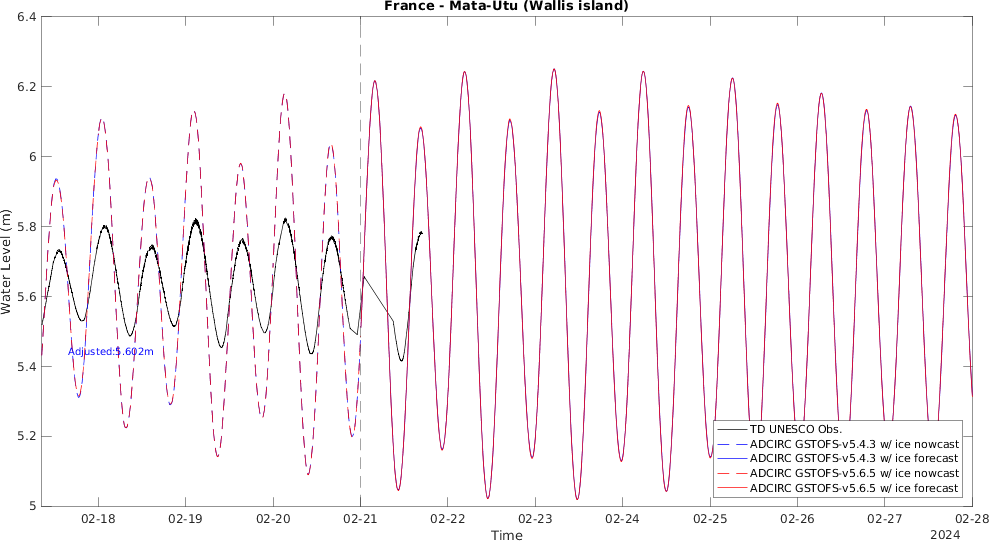 France - Mata-Utu (Wallis island)
6.4
6.2
6
5.8
5.6
5.4
5.2
5
Water Level (m)
Adjusted:5.602m
TD UNESCO Obs.
ADCIRC GSTOFS-v5.4.3 w/ ice nowcast
ADCIRC GSTOFS-v5.4.3 w/ ice forecast
ADCIRC GSTOFS-v5.6.5 w/ ice nowcast
ADCIRC GSTOFS-v5.6.5 w/ ice forecast
02-18 02-19 02-20 02-21 02-22 02-23 02-24 02-25 02-26 02-27 02-28
Time
2024